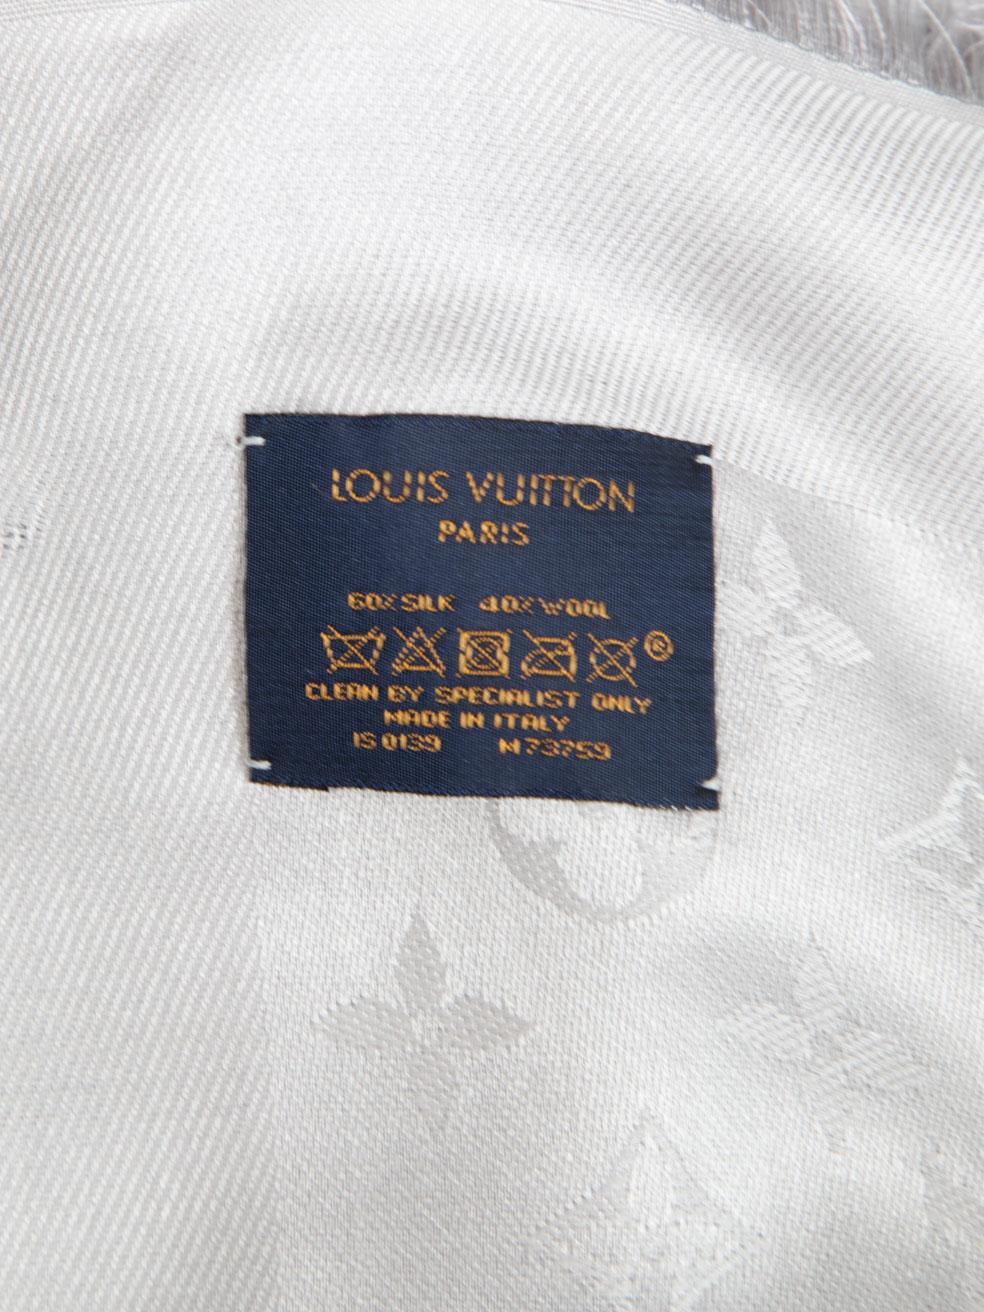 LOUIS VUITTON
PARIS
60% SILK 40% WOOL
®
CLEAN BY SPECIALIST ONLY
MADE IN ITALY
IS 0139 M73759